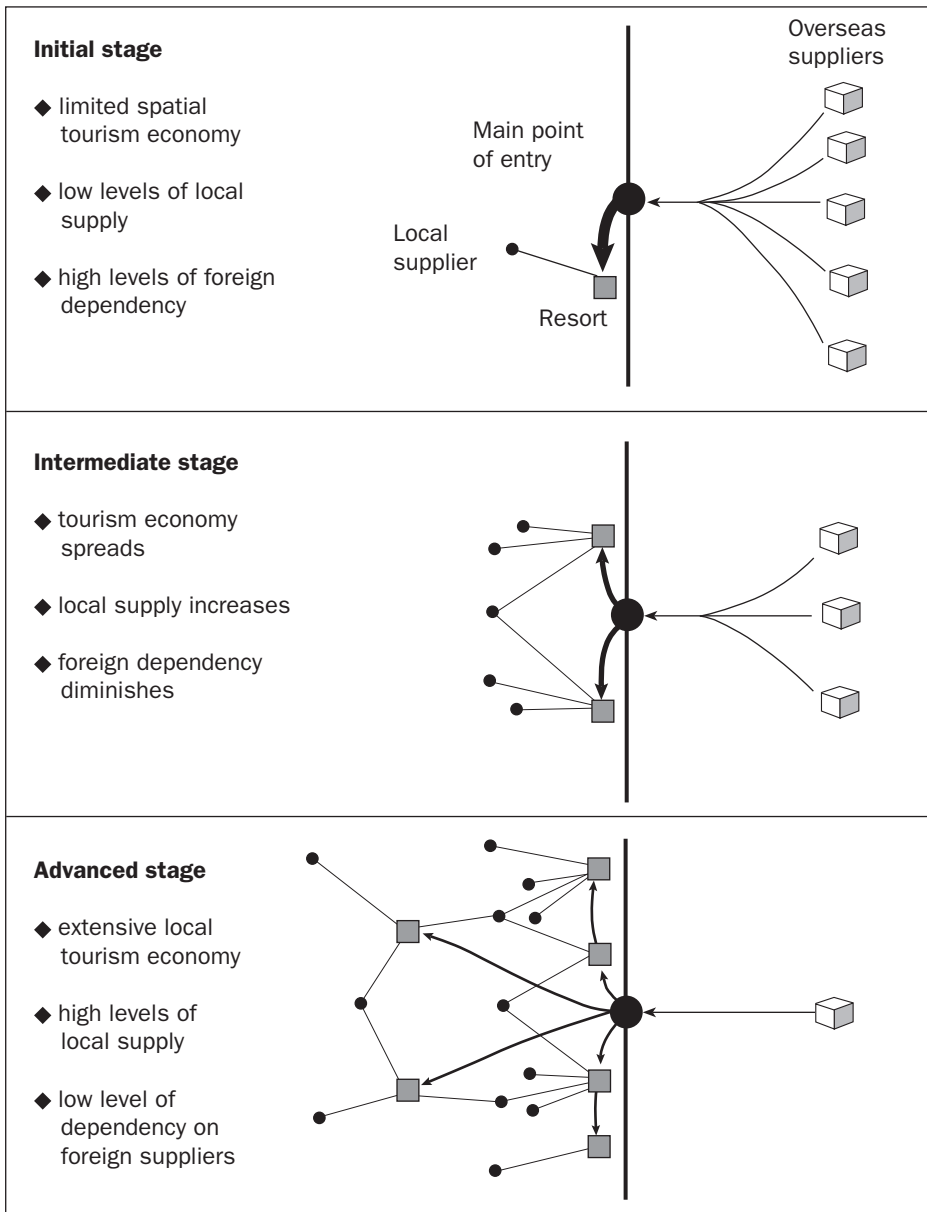 Initial stage
◆ limited spatial
tourism economy
◆ low levels of local
supply
◆ high levels of foreign
dependency
Overseas
suppliers
Main point
of entry
Local
supplier
Resort
Intermediate stage
◆ tourism economy
spreads
◆ local supply increases
◆ foreign dependency
diminishes
Advanced stage
◆ extensive local
tourism economy
◆ high levels of
local supply
◆ low level of
dependency on
foreign suppliers